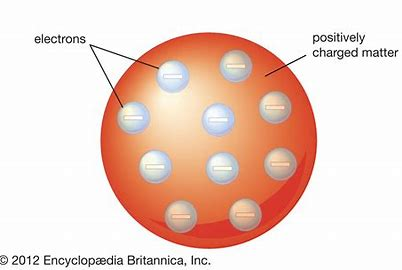 electrons
positively
charged matter
© 2012 Encyclopædia Britannica, Inc.